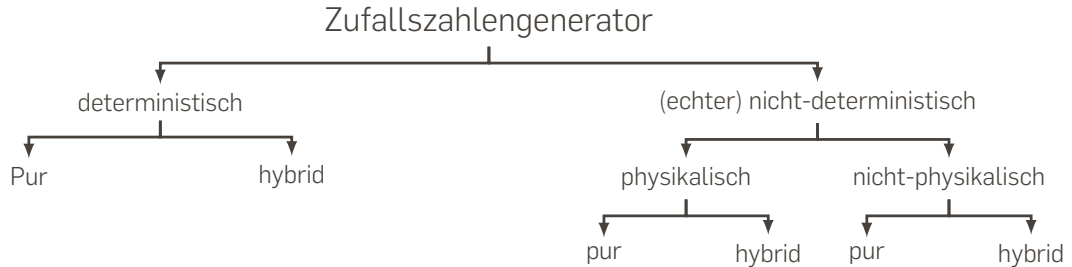 Zufallszahlengenerator
deterministisch
(echter) nicht-deterministisch
Pur
hybrid
physikalisch
nicht-physikalisch
pur
hybrid
pur
hybrid